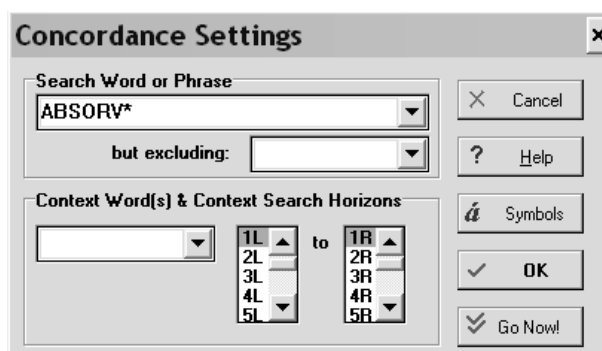 Concordance Settings
Search Word or Phrase
ABSORV*
but excluding:
Cancel
Help
Context Word(s) & Context Search Horizons
1L to 1R
2L 2R
3L 3R
4L 4R
5L 5R
á Symbols
OK
Go Now!